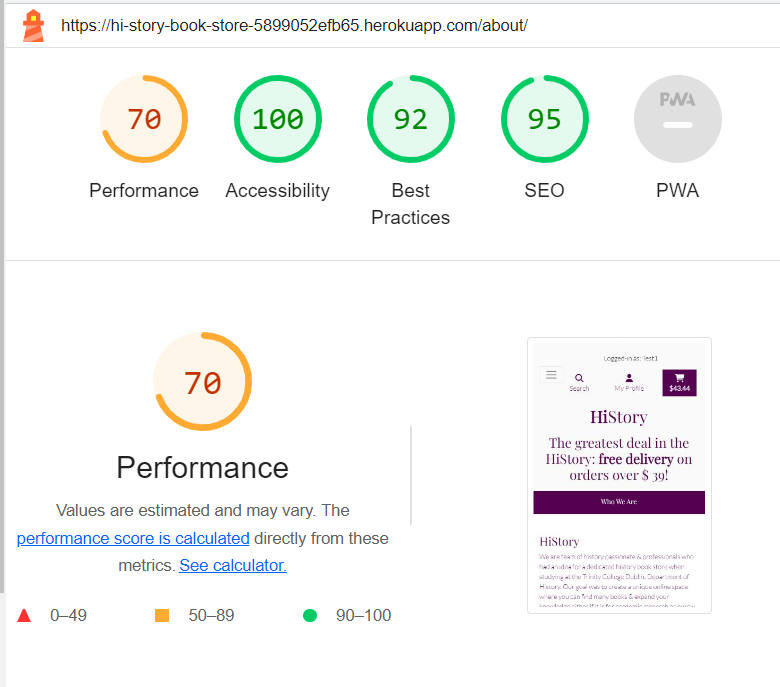 https://hi-story-book-store-5899052efb65.herokuapp.com/about/
70
100
92
95
PWA
Performance
Accessibility
Best
Practices
SEO
PWA
70
Performance
Values are estimated and may vary. The
performance score is calculated directly from these
metrics. See calculator.
0–49
50–89
90–100
Logged-in as: Test1
Search
My Profile
$43.44
HiStory
The greatest deal in the
HiStory: free delivery on
orders over $ 39!
Who We Are
HiStory
We are team of history passionate & professionals who
had an idea for a dedicated history book store when
studying at the Trinity College Dublin, Department of
History. Our goal was to create a unique online space
where you can find many books & expand your